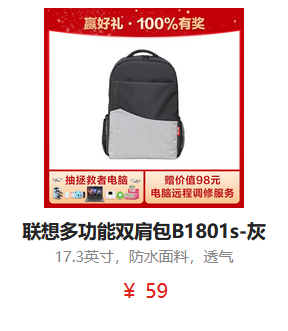 赢好礼·100%有奖
抽拯救者电脑
赠价值98元
电脑远程调修服务
联想多功能双肩包B1801s-灰
17.3英寸，防水面料，透气
¥ 59